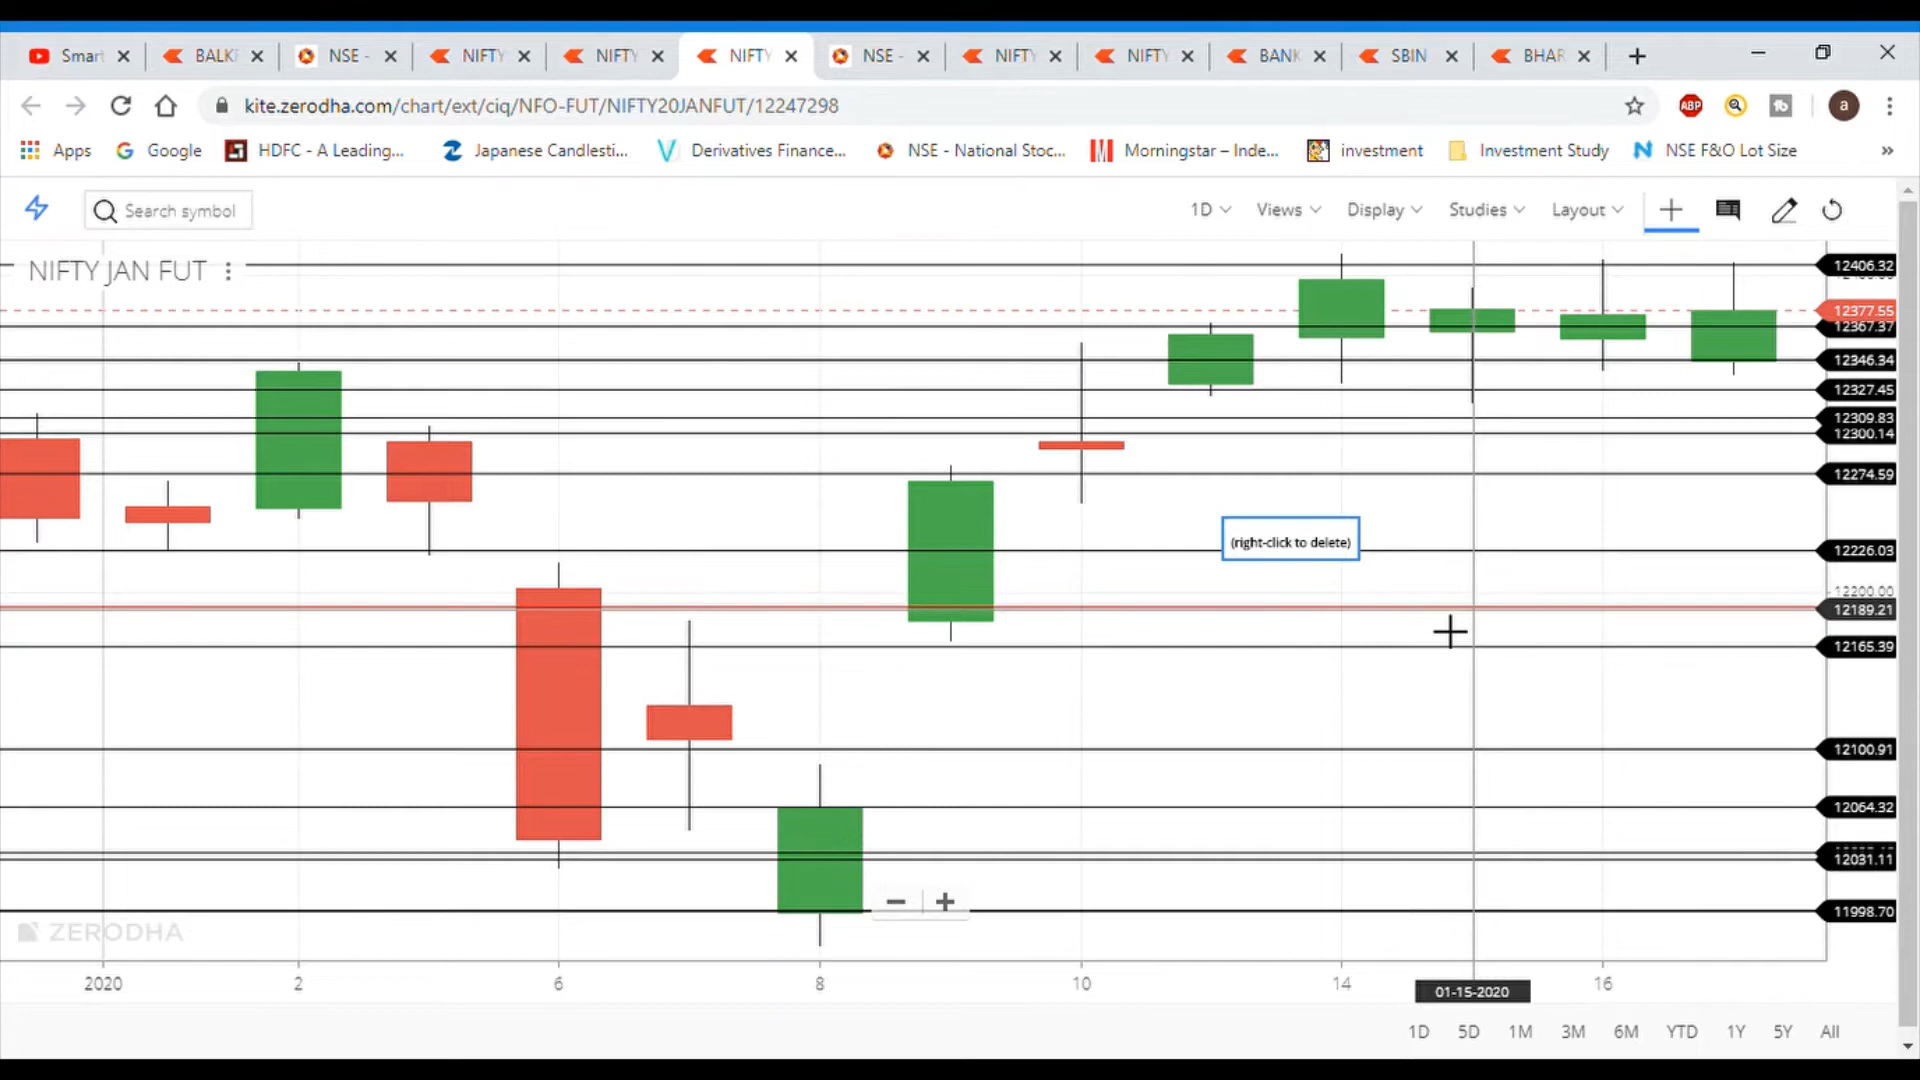 Smart
BALKI
NSE -
NIFTY
NIFTY
NIFTY
NSE -
NIFTY
NIFTY
BANK
SBIN
BHAR
kite.zerodha.com/chart/ext/ciq/NFO-FUT/NIFTY20JANFUT/12247298
ABP
a
Apps
Google
HDFC - A Leading...
Japanese Candlesti...
Derivatives Finance...
NSE - National Stoc...
Morningstar – Inde...
investment
Investment Study
NSE F&O Lot Size
»
Search symbol
1D
Views
Display
Studies
Layout
NIFTY JAN FUT
12406.32
12377.55
12367.37
12346.34
12327.45
12309.83
12300.14
12274.59
(right-click to delete)
12226.03
12200.00
12189.21
12165.39
12100.91
12064.32
12031.11
11998.70
ZERODHA
2020
2
6
8
10
14
01-15-2020
16
1D
5D
1M
3M
6M
YTD
1Y
5Y
All